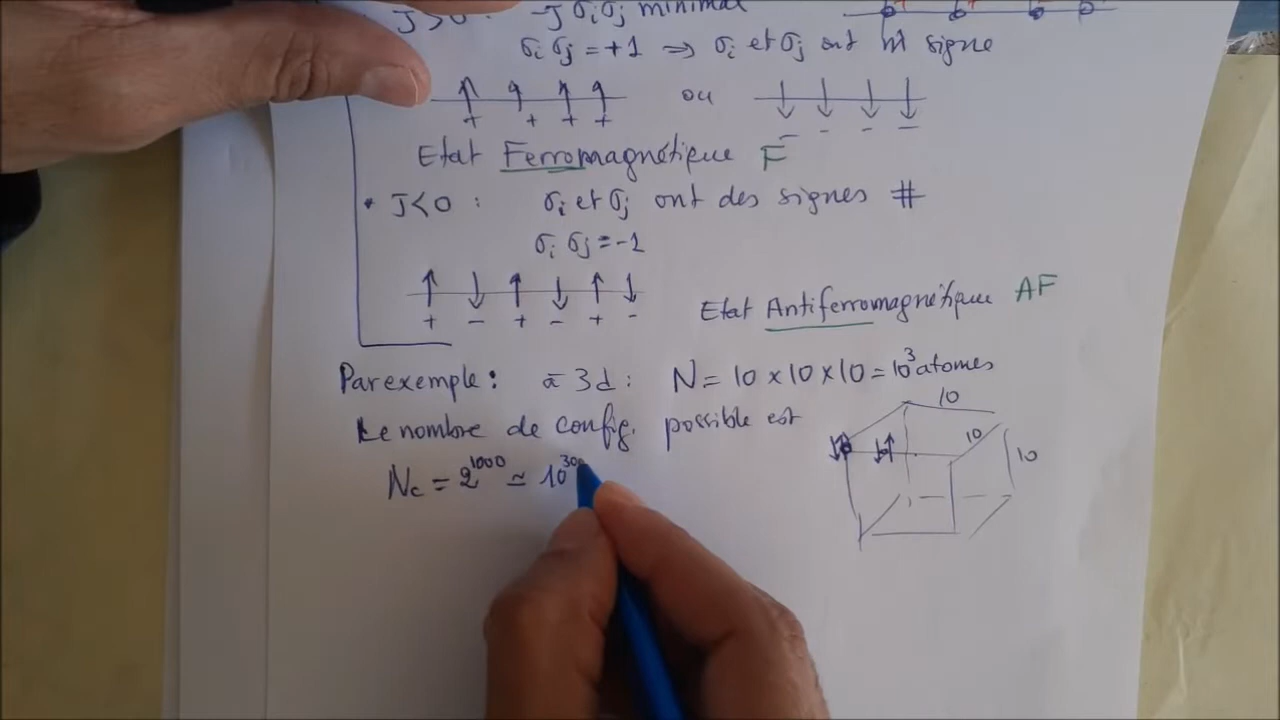 J>0 : -J σi σj minimal
σi σj = +1 ⇒ σi et σj ont m̂ signe
ou
+ + + + - - - -
Etat Ferromagnétique F
• J<0 : σi et σj ont des signes #
σi σj = -1
Etat Antiferromagnétique AF
+ - + - + -
Par exemple : à 3d : N = 10 x 10 x 10 = 10³ atomes
Le nombre de config. possible est
10
10
10
Nc = 2¹⁰⁰⁰ ≃ 10³⁰